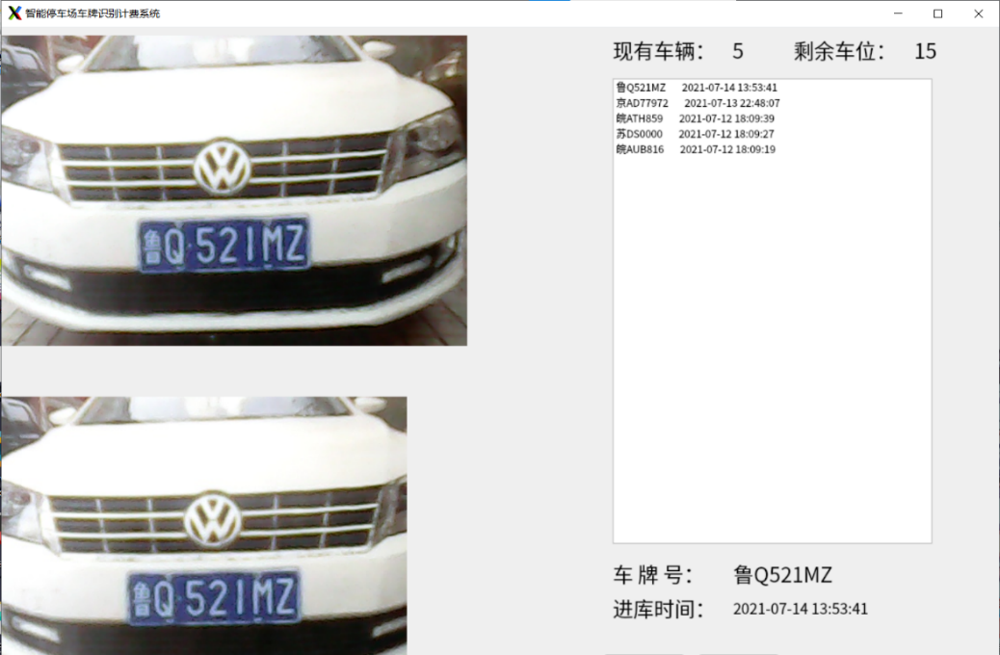 智能停车场车牌识别计费系统
鲁Q·521MZ
鲁Q·521MZ
现有车辆： 5 剩余车位： 15
鲁Q521MZ 2021-07-14 13:53:41
京AD77972 2021-07-13 22:48:07
皖ATH859 2021-07-12 18:09:39
苏DS0000 2021-07-12 18:09:27
皖AUB816 2021-07-12 18:09:19
车 牌 号： 鲁Q521MZ
进库时间： 2021-07-14 13:53:41